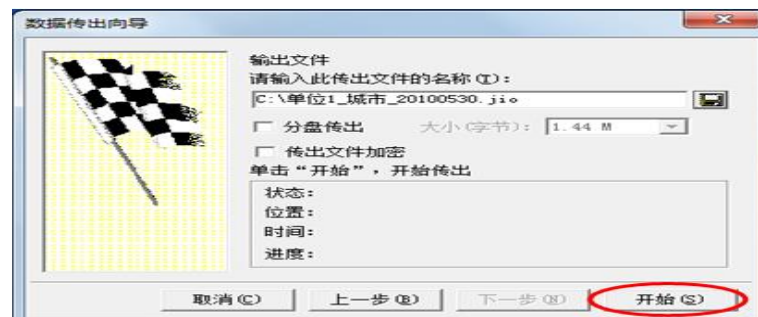 数据传出向导
输出文件
请输入此传出文件的名称(I):
C:\单位1_城市_20100530.jio
分盘传出 大小(字节): 1.44 M
传出文件加密
单击“开始”，开始传出
状态:
位置:
时间:
进度:
取消(C) 上一步(B) 下一步(N) 开始(S)